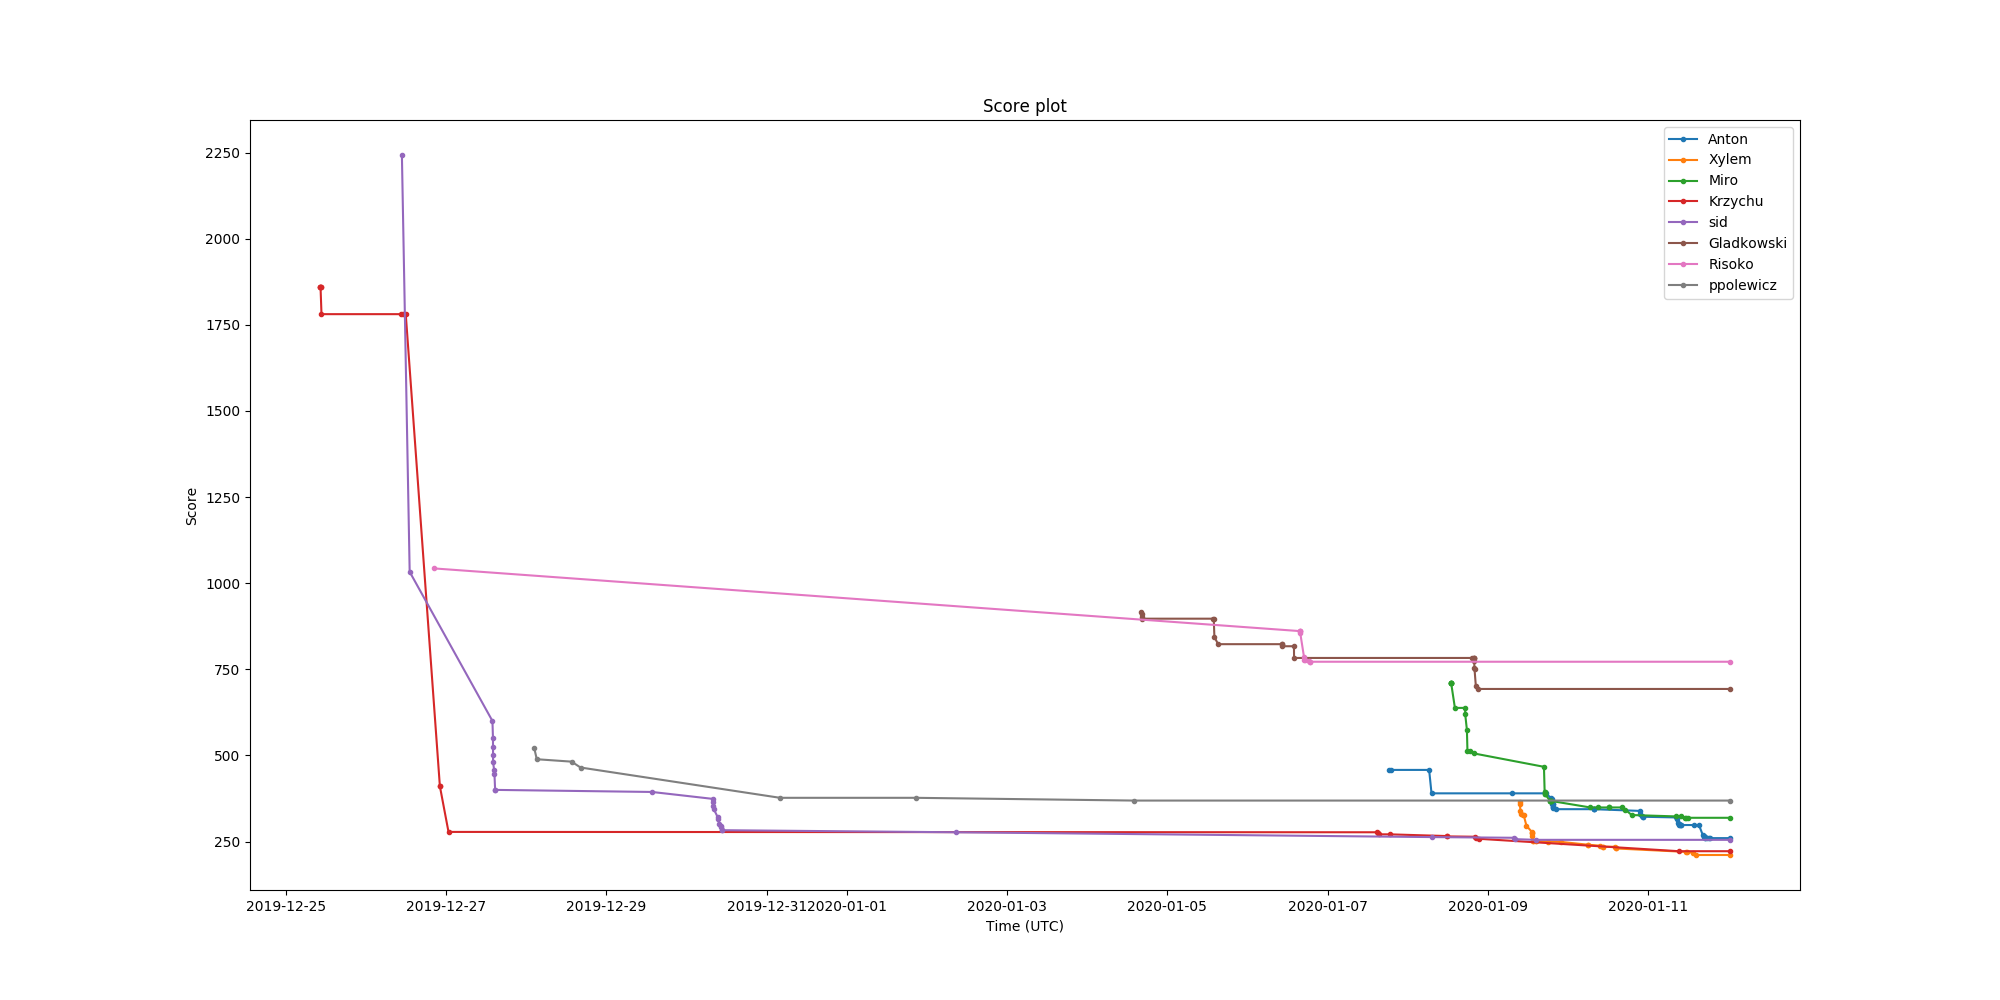 Score plot
Score
2250
2000
1750
1500
1250
1000
750
500
250
Anton
Xylem
Miro
Krzychu
sid
Gladkowski
Risoko
ppolewicz
2019-12-25 2019-12-27 2019-12-29 2019-12-31 2020-01-01 2020-01-03 2020-01-05 2020-01-07 2020-01-09 2020-01-11
Time (UTC)